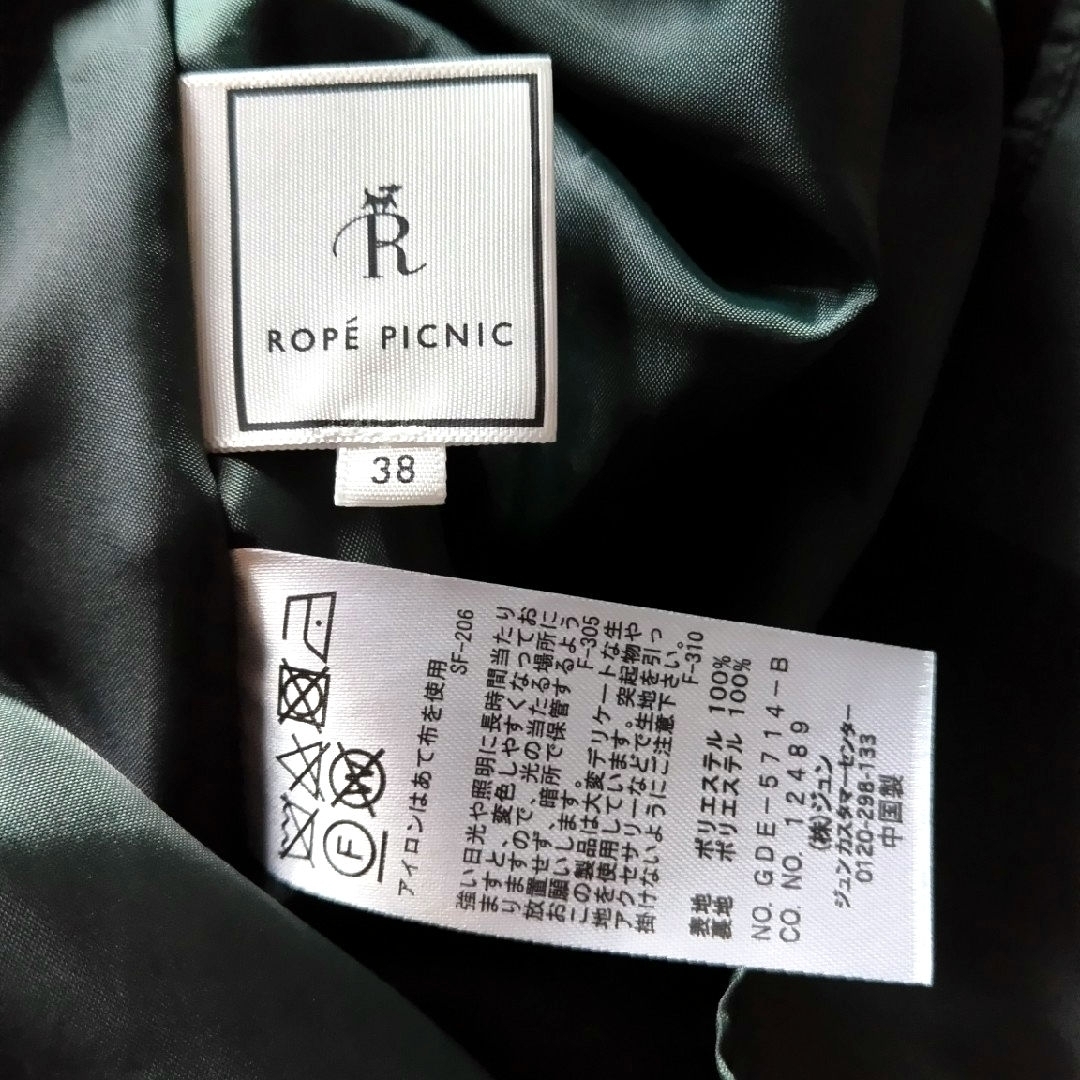 R
ROPÉ PICNIC
38
アイロンはあて布を使用
SF-206
強い日光や照明に長時間当たり
ますと、変色しやすくなってお
りますので、光の当たる場所に
放置せず、暗所で保管するよう
お願いします。 F-305
この製品は大変デリケートな生
地を使用しています。突起物や
アクセサリーなどで生地を引っ
掛けないようにご注意下さい。
F-310
表地 ポリエステル 100%
裏地 ポリエステル 100%
NO. GDE-5714-B
CO. NO. 12489
(株)ジュン
ジュンカスタマーセンター
0120-298-133
中国製
F
W